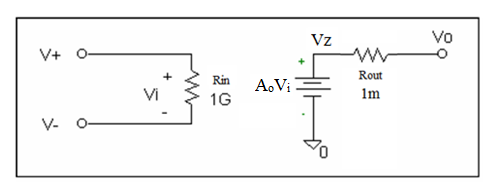 V+
Vi
+
-
V-
Rin
1G
+
AₒVᵢ
-
Vz
Rout
1m
Vo
0